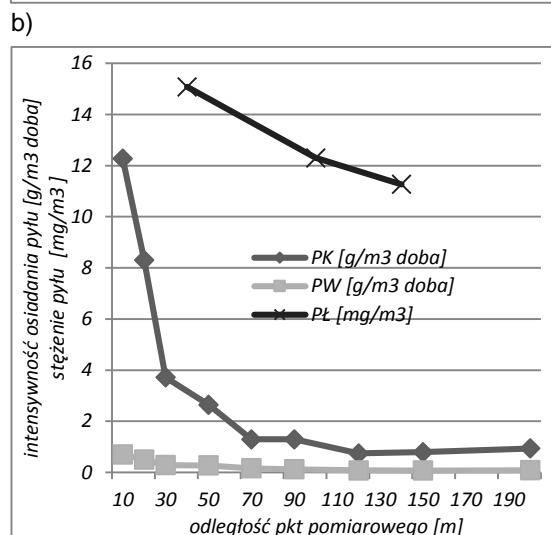 b)
intensywność osiadania pyłu [g/m3 doba]
stężenie pyłu [mg/m3]
16
14
12
10
8
6
4
2
0
PK [g/m3 doba]
PW [g/m3 doba]
PŁ [mg/m3]
10 30 50 70 90 110 130 150 170 190
odległość pkt pomiarowego [m]